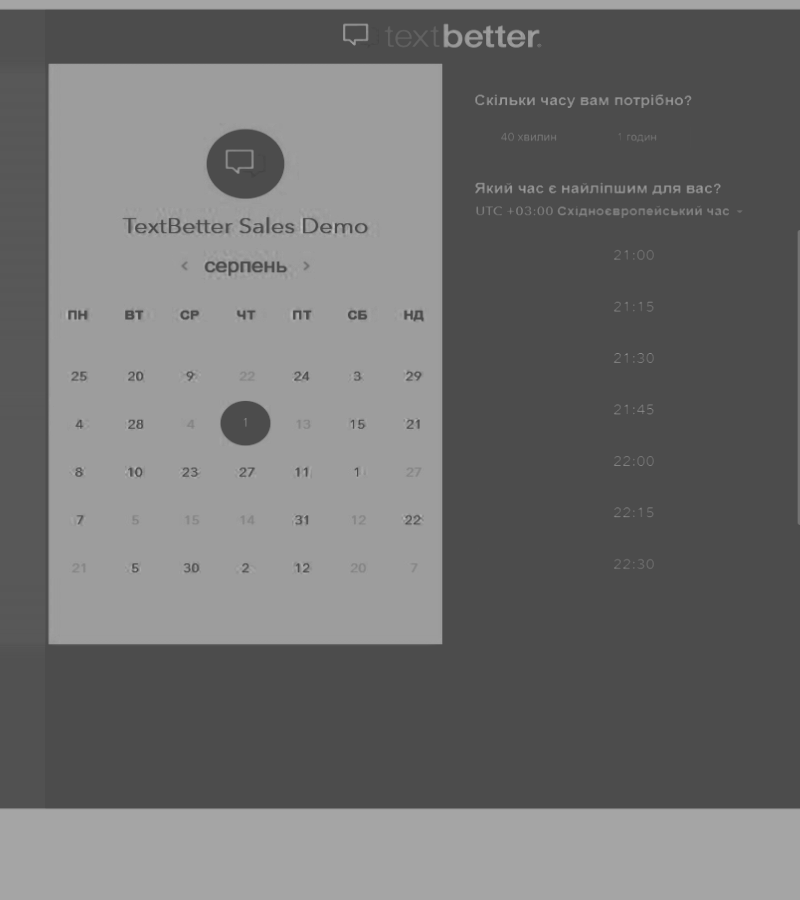 textbetter.
TextBetter Sales Demo
‹ серпень ›
ПН ВТ СР ЧТ ПТ СБ НД
25 20 9 22 24 3 29
4 28 4 1 13 15 21
8 10 23 27 11 1 27
7 5 15 14 31 12 22
21 5 30 2 12 20 7
Скільки часу вам потрібно?
40 хвилин 1 годин
Який час є найліпшим для вас?
UTC +03:00 Східноєвропейський час
21:00
21:15
21:30
21:45
22:00
22:15
22:30